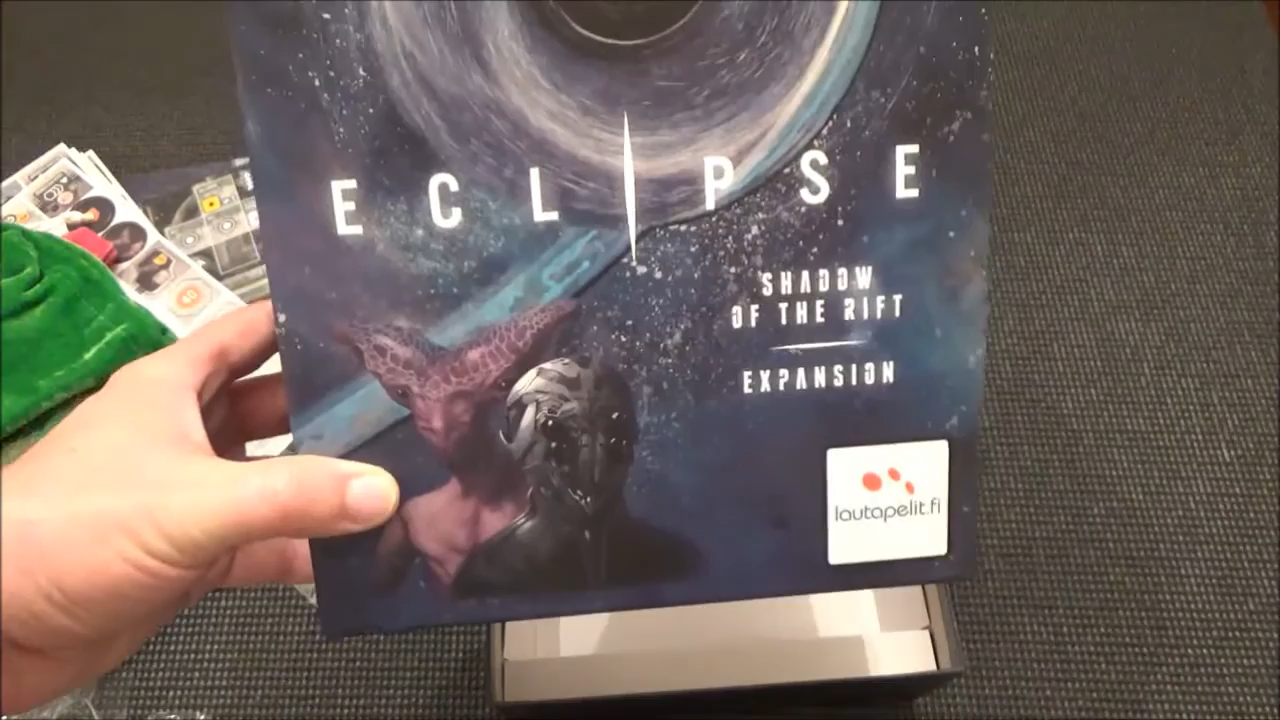 ECLIPSE
SHADOW
OF THE RIFT
EXPANSION
lautapelit.fi